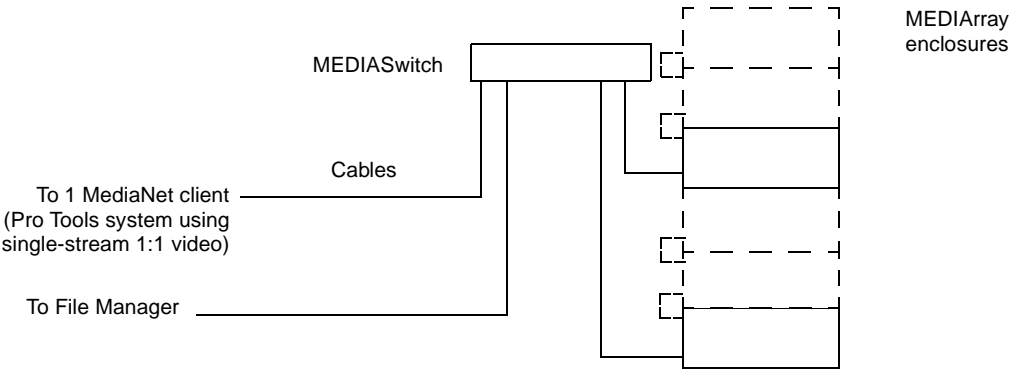 MEDIArray
enclosures
MEDIASwitch
Cables
To 1 MediaNet client
(Pro Tools system using
single-stream 1:1 video)
To File Manager